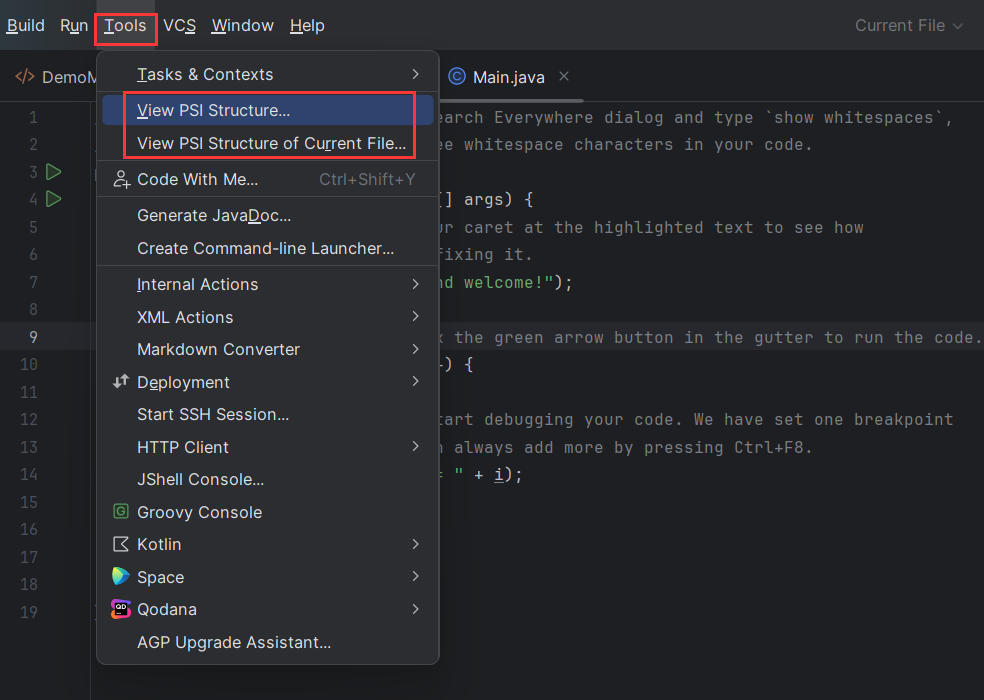 Build Run Tools VCS Window Help Current File
DemoM Main.java
Tasks & Contexts
View PSI Structure...
View PSI Structure of Current File...
Code With Me... Ctrl+Shift+Y
Generate JavaDoc...
Create Command-line Launcher...
Internal Actions
XML Actions
Markdown Converter
Deployment
Start SSH Session...
HTTP Client
JShell Console...
Groovy Console
Kotlin
Space
Qodana
AGP Upgrade Assistant...
1 earch Everywhere dialog and type `show whitespaces`,
2 ee whitespace characters in your code.
3
4 [] args) {
5 ur caret at the highlighted text to see how
6 fixing it.
7 nd welcome!");
8
9 k the green arrow button in the gutter to run the code.
10 +) {
11
12 tart debugging your code. We have set one breakpoint
13 n always add more by pressing Ctrl+F8.
14 = " + i);
15
16
17
18
19